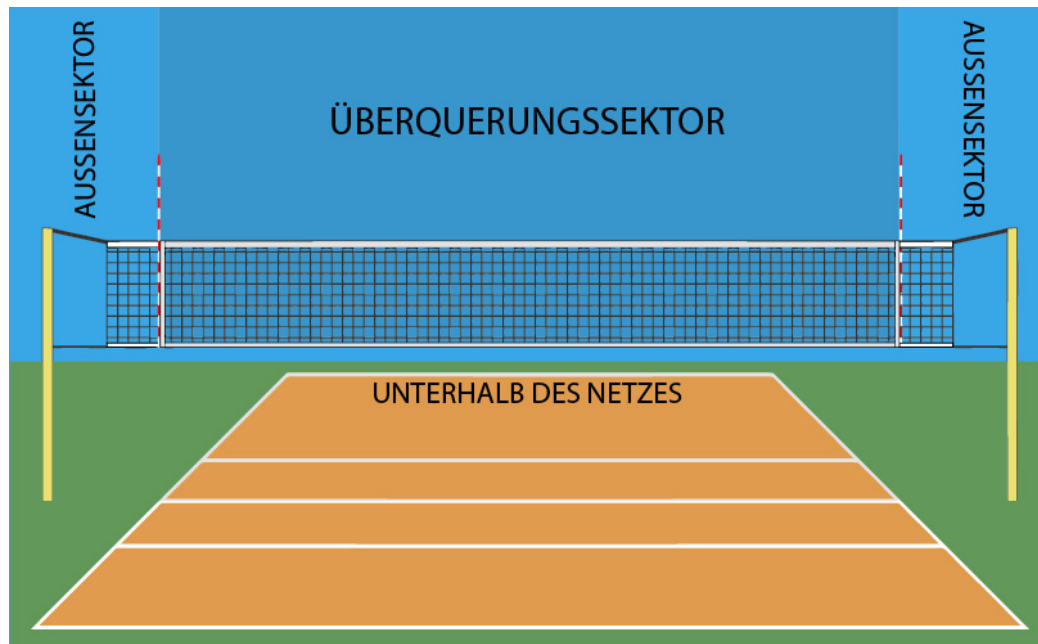 AUSSENSEKTOR
ÜBERQUERUNGSSEKTOR
AUSSENSEKTOR
UNTERHALB DES NETZES